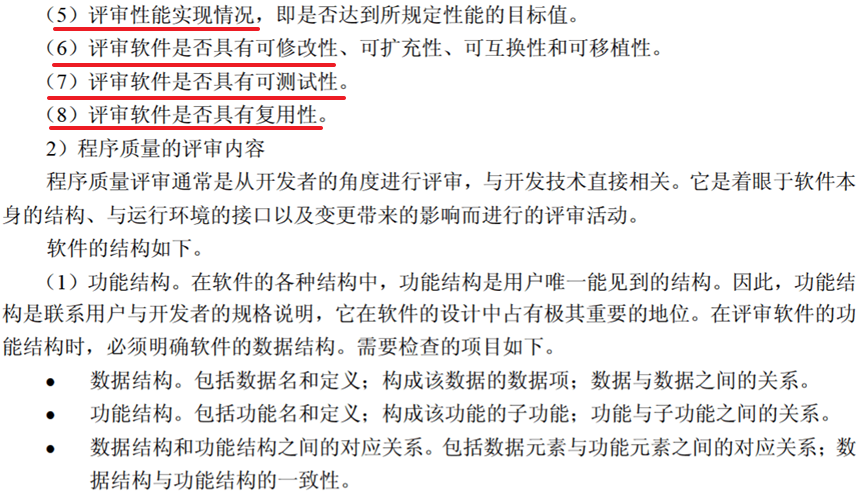 （5）评审性能实现情况，即是否达到所规定性能的目标值。
（6）评审软件是否具有可修改性、可扩充性、可互换性和可移植性。
（7）评审软件是否具有可测试性。
（8）评审软件是否具有复用性。
2）程序质量的评审内容
程序质量评审通常是从开发者的角度进行评审，与开发技术直接相关。它是着眼于软件本
身的结构、与运行环境的接口以及变更带来的影响而进行的评审活动。
软件的结构如下。
（1）功能结构。在软件的各种结构中，功能结构是用户唯一能见到的结构。因此，功能结
构是联系用户与开发者的规格说明，它在软件的设计中占有极其重要的地位。在评审软件的功
能结构时，必须明确软件的数据结构。需要检查的项目如下。
● 数据结构。包括数据名和定义；构成该数据的数据项；数据与数据之间的关系。
● 功能结构。包括功能名和定义；构成该功能的子功能；功能与子功能之间的关系。
● 数据结构和功能结构之间的对应关系。包括数据元素与功能元素之间的对应关系；数
据结构与功能结构的一致性。